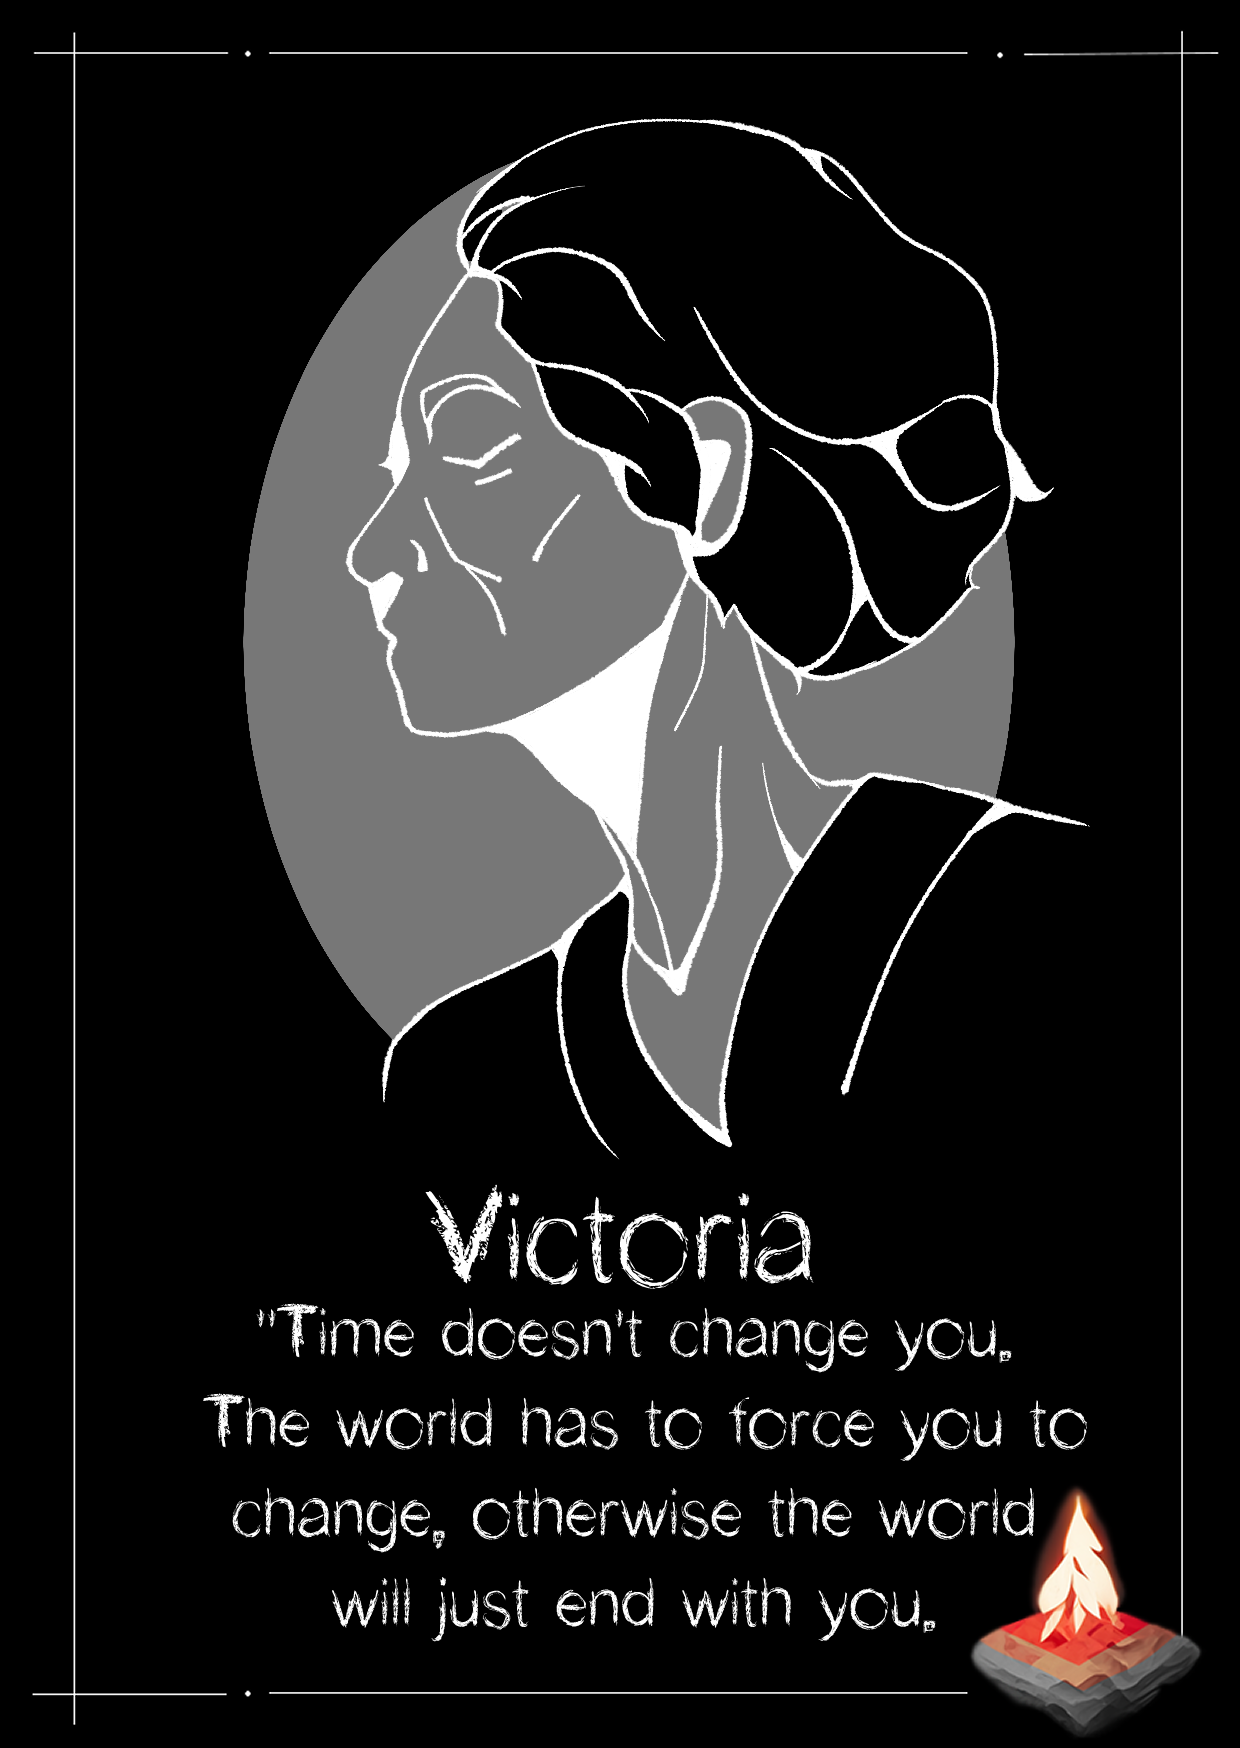 Victoria
"Time doesn't change you.
The world has to force you to
change, otherwise the world
will just end with you.